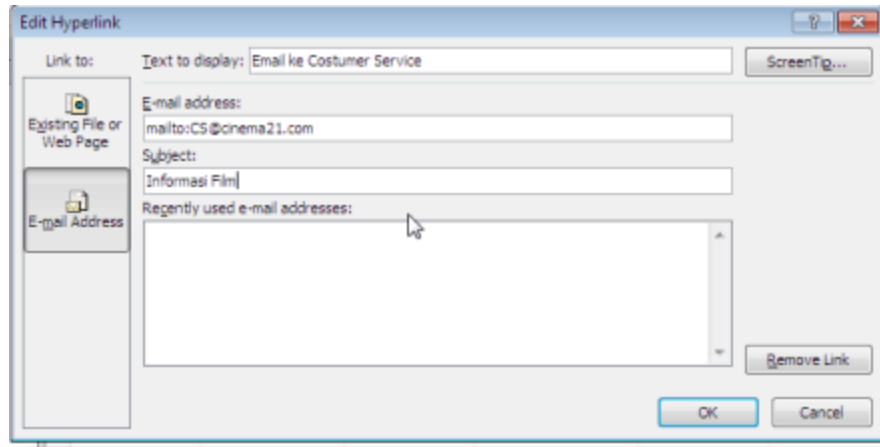 Edit Hyperlink
Link to:
Text to display: Email ke Costumer Service
ScreenTip...
Existing File or
Web Page
E-mail Address
E-mail address:
mailto:CS@cinema21.com
Subject:
Informasi Film
Recently used e-mail addresses:
Remove Link
OK
Cancel